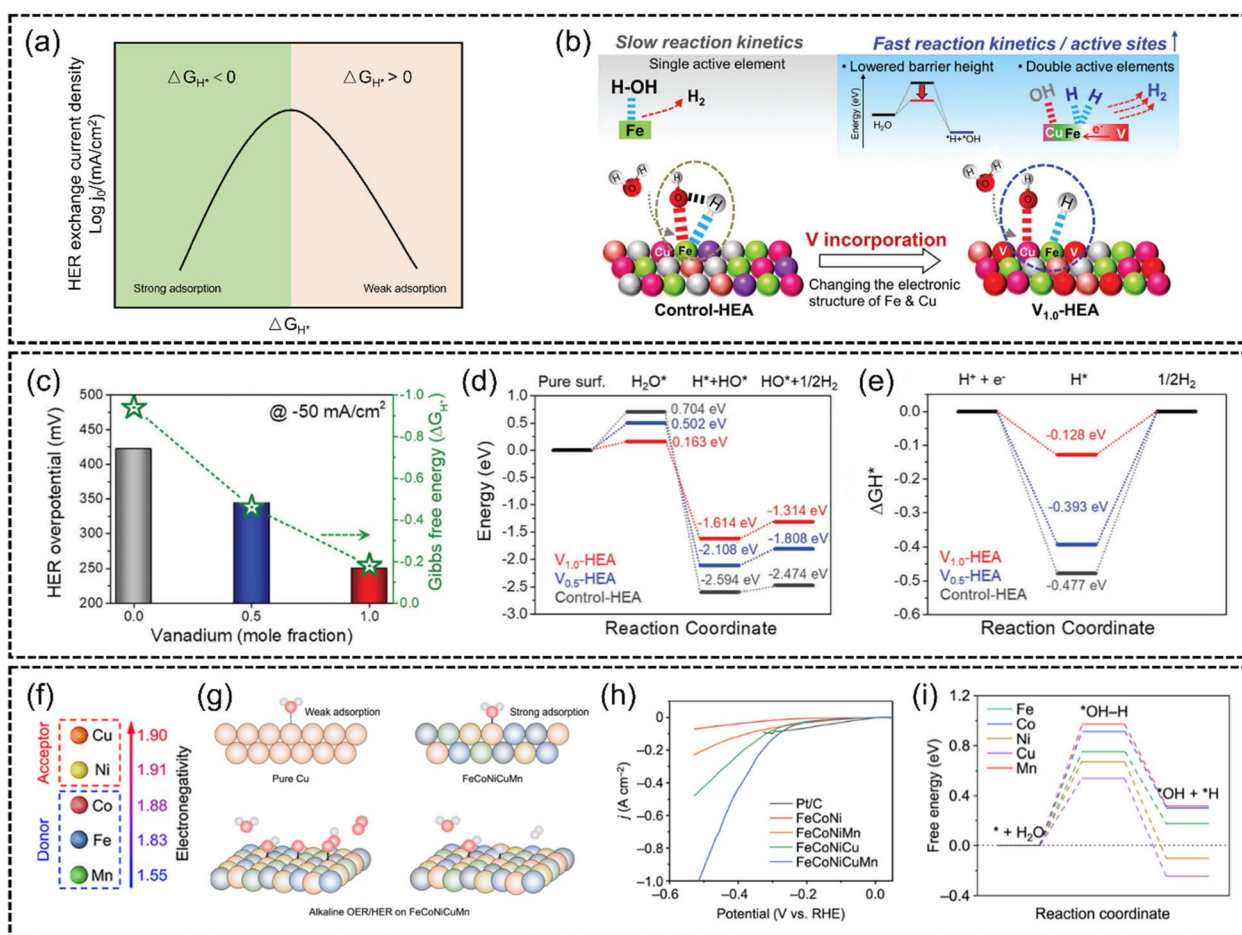 (a)
ΔG_H* < 0
ΔG_H* > 0
HER exchange current density
Log j₀/(mA/cm²)
Strong adsorption
Weak adsorption
ΔG_H*
(b)
Slow reaction kinetics
Single active element
H-OH
H₂
Fe
Fast reaction kinetics / active sites ↑
• Lowered barrier height
Energy (eV)
H₂O
*H+*OH
• Double active elements
OH H H H₂
Cu Fe e⁻ V
H O H
H
O H
Cu Fe
Control-HEA
V incorporation
Changing the electronic
structure of Fe & Cu
H O H
H
O H
V Cu Fe V
V₁.₀-HEA
(c)
@ -50 mA/cm²
HER overpotential (mV)
500
450
400
350
300
250
200
0.0 0.5 1.0
Vanadium (mole fraction)
-1.0
-0.8
-0.6
-0.4
-0.2
0.0
Gibbs free energy (ΔG_H*)
(d)
Pure surf. H₂O* H*+HO* HO*+1/2H₂
Energy (eV)
1.5
1.0
0.5
0.0
-0.5
-1.0
-1.5
-2.0
-2.5
-3.0
0.704 eV
0.502 eV
0.163 eV
-1.614 eV
-1.314 eV
-2.108 eV
-1.808 eV
-2.594 eV
-2.474 eV
V₁.₀-HEA
V₀.₅-HEA
Control-HEA
Reaction Coordinate
(e)
H⁺ + e⁻ H* 1/2H₂
ΔGH*
0.0
-0.1
-0.2
-0.3
-0.4
-0.5
-0.6
-0.128 eV
-0.393 eV
-0.477 eV
V₁.₀-HEA
V₀.₅-HEA
Control-HEA
Reaction Coordinate
(f)
Acceptor
Donor
Cu
Ni
Co
Fe
Mn
1.90
1.91
1.88
1.83
1.55
Electronegativity
(g)
Weak adsorption
Strong adsorption
Pure Cu
FeCoNiCuMn
Alkaline OER/HER on FeCoNiCuMn
(h)
j (A cm⁻²)
0
−0.2
−0.4
−0.6
−0.8
−1.0
Pt/C
FeCoNi
FeCoNiMn
FeCoNiCu
FeCoNiCuMn
−0.6 −0.4 −0.2 0.0
Potential (V vs. RHE)
(i)
Free energy (eV)
1.2
0.8
0.4
0.0
−0.4
Fe
Co
Ni
Cu
Mn
*OH–H
*OH + *H
* + H₂O
Reaction coordinate